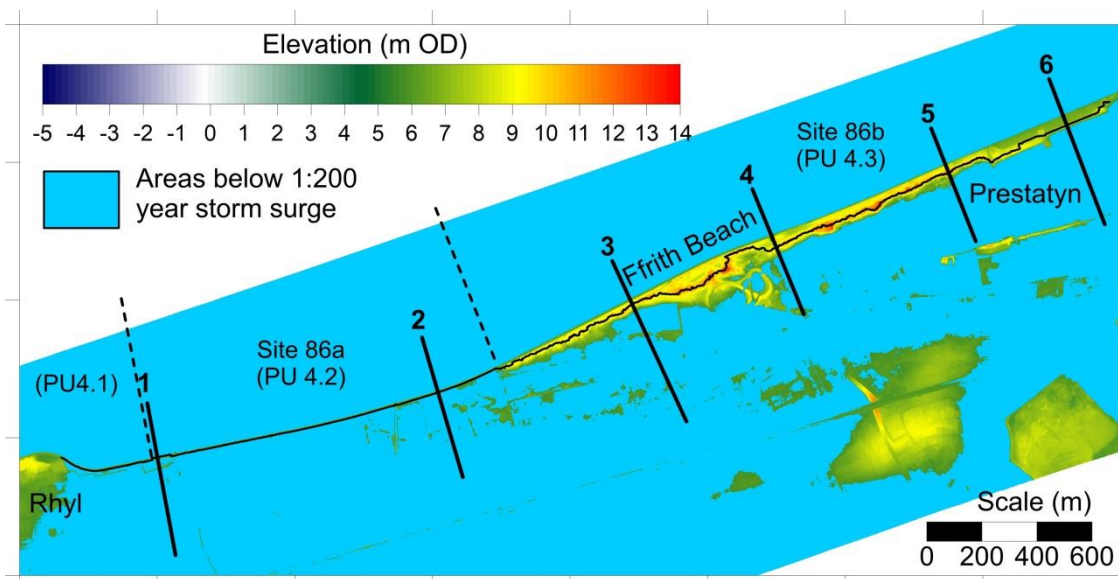 Elevation (m OD)
-5 -4 -3 -2 -1 0 1 2 3 4 5 6 7 8 9 10 11 12 13 14
Areas below 1:200
year storm surge
6
Site 86b
(PU 4.3)
5
4
Prestatyn
3
Ffrith Beach
2
Site 86a
(PU 4.2)
(PU4.1)
1
Rhyl
Scale (m)
0 200 400 600